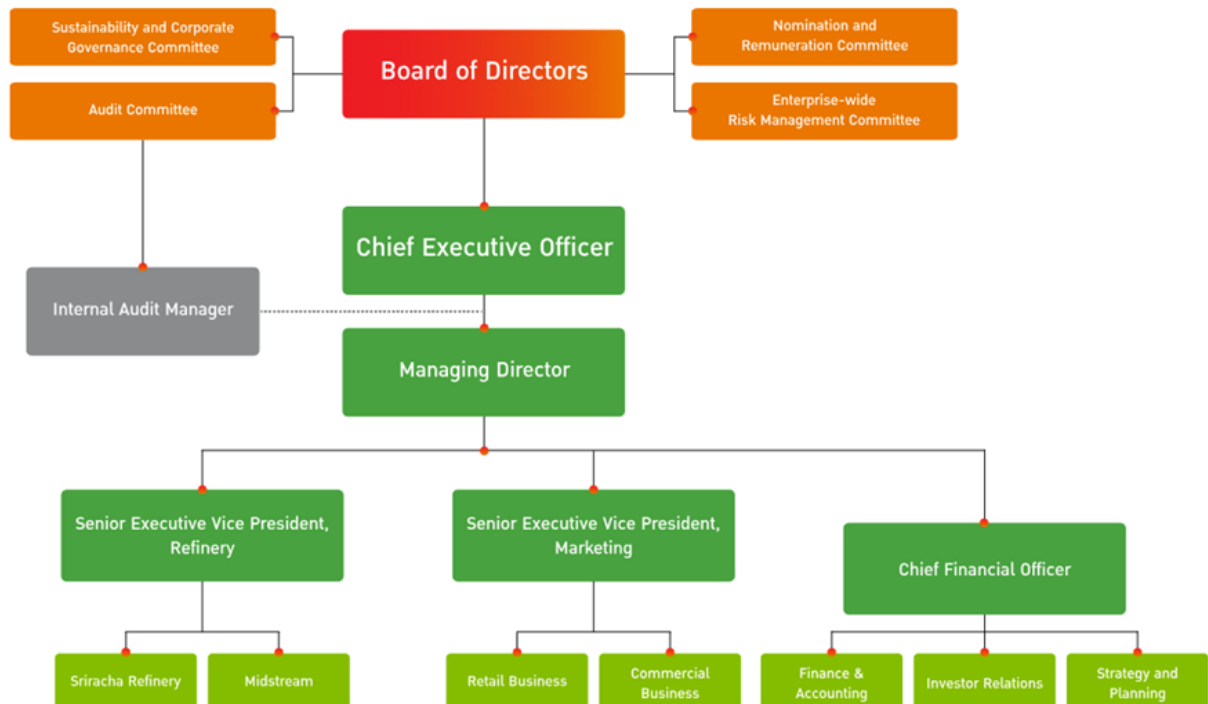 Sustainability and Corporate
Governance Committee
Board of Directors
Nomination and
Remuneration Committee
Audit Committee
Enterprise-wide
Risk Management Committee
Chief Executive Officer
Internal Audit Manager
Managing Director
Senior Executive Vice President,
Refinery
Senior Executive Vice President,
Marketing
Chief Financial Officer
Sriracha Refinery
Midstream
Retail Business
Commercial
Business
Finance &
Accounting
Investor Relations
Strategy and
Planning